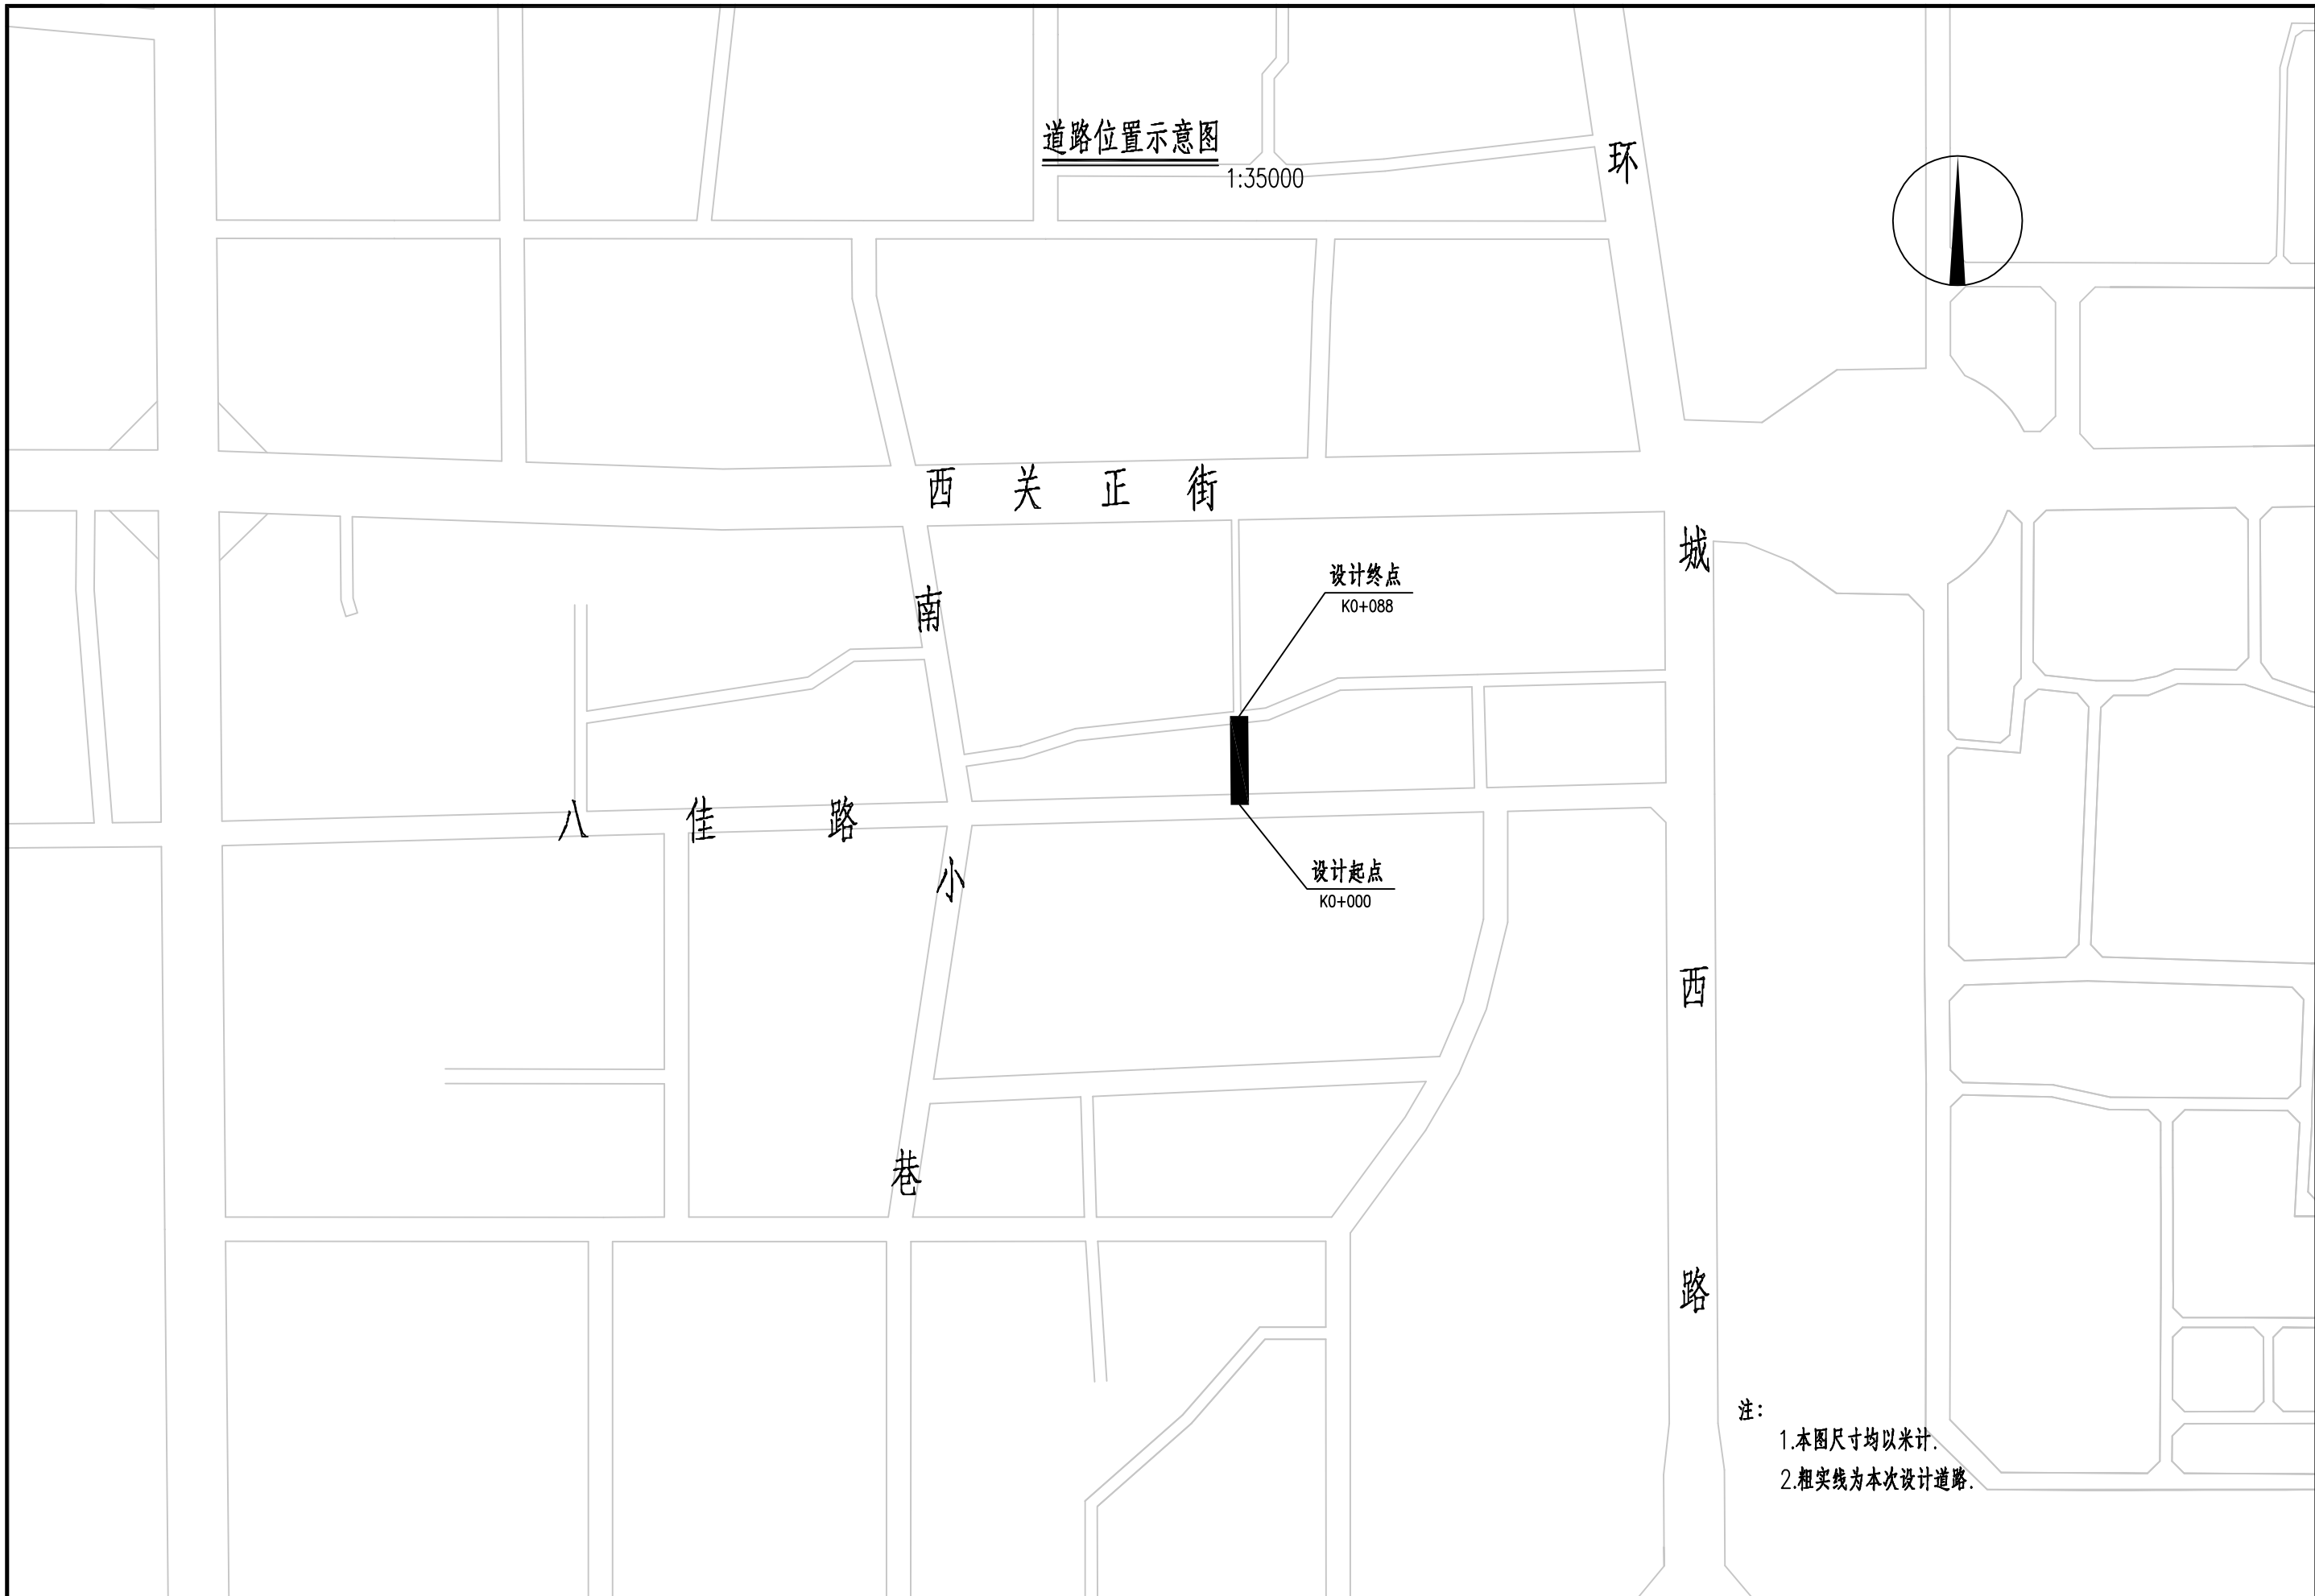 道路位置示意图
1:35000
环城西路
西关正街
南小巷
八佳路
设计终点
K0+088
设计起点
K0+000
注:
1.本图尺寸均以米计.
2.粗实线为本次设计道路.